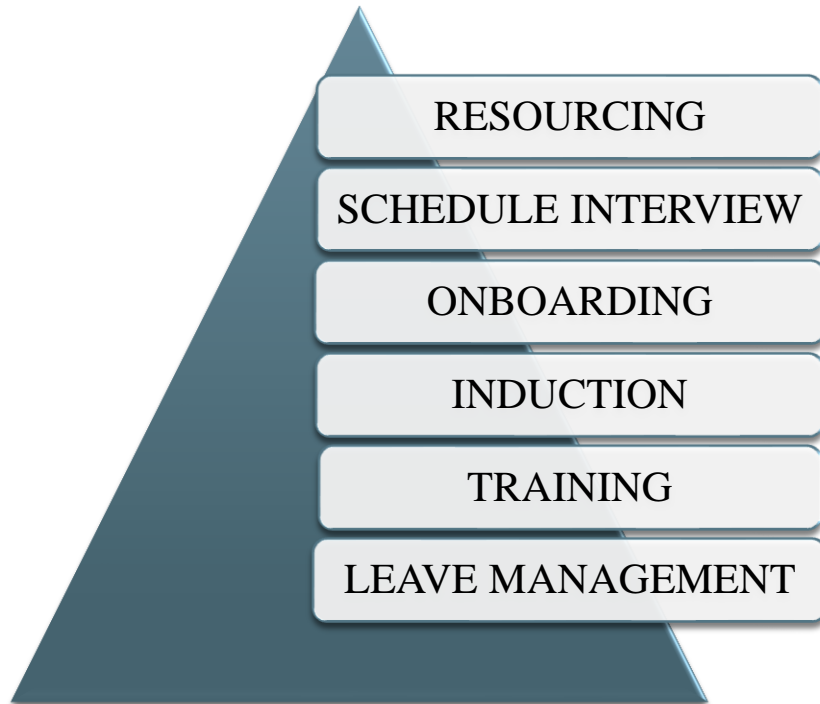 RESOURCING
SCHEDULE INTERVIEW
ONBOARDING
INDUCTION
TRAINING
LEAVE MANAGEMENT